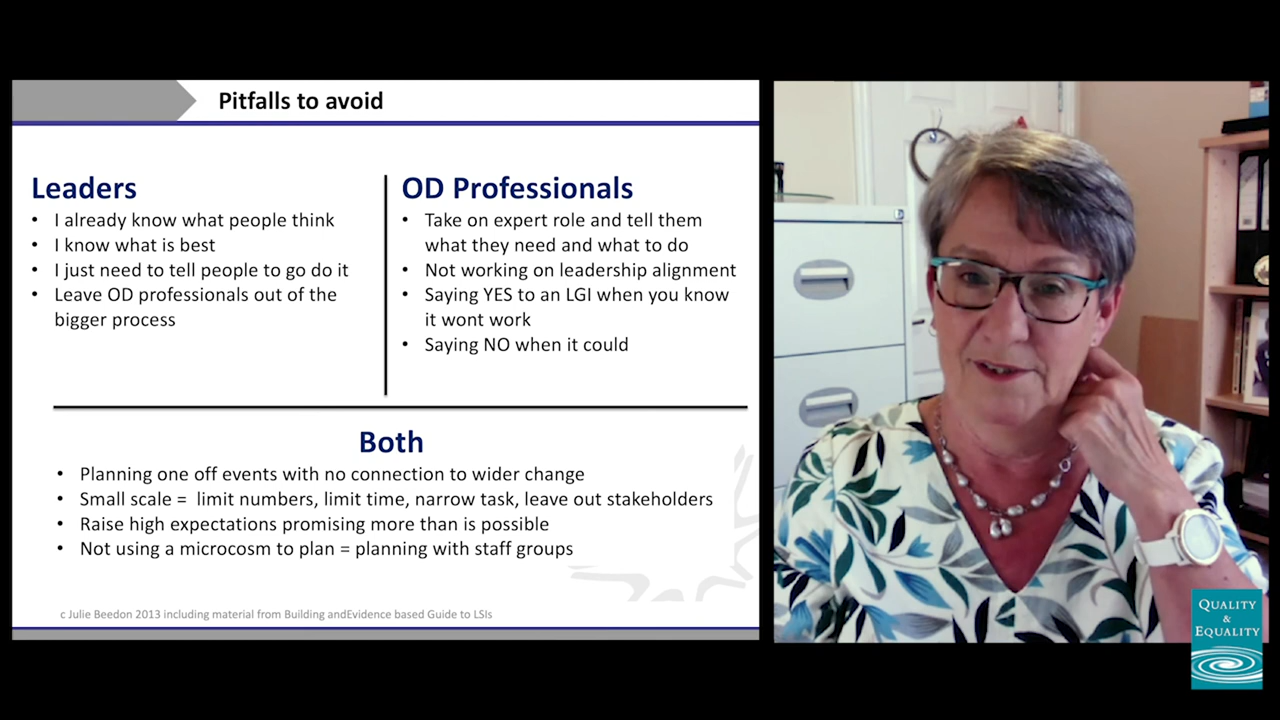 Pitfalls to avoid
Leaders
• I already know what people think
• I know what is best
• I just need to tell people to go do it
• Leave OD professionals out of the
bigger process
OD Professionals
• Take on expert role and tell them
what they need and what to do
• Not working on leadership alignment
• Saying YES to an LGI when you know
it wont work
• Saying NO when it could
Both
• Planning one off events with no connection to wider change
• Small scale = limit numbers, limit time, narrow task, leave out stakeholders
• Raise high expectations promising more than is possible
• Not using a microcosm to plan = planning with staff groups
c Julie Beedon 2013 including material from Building andEvidence based Guide to LSIs
QUALITY
&
EQUALITY